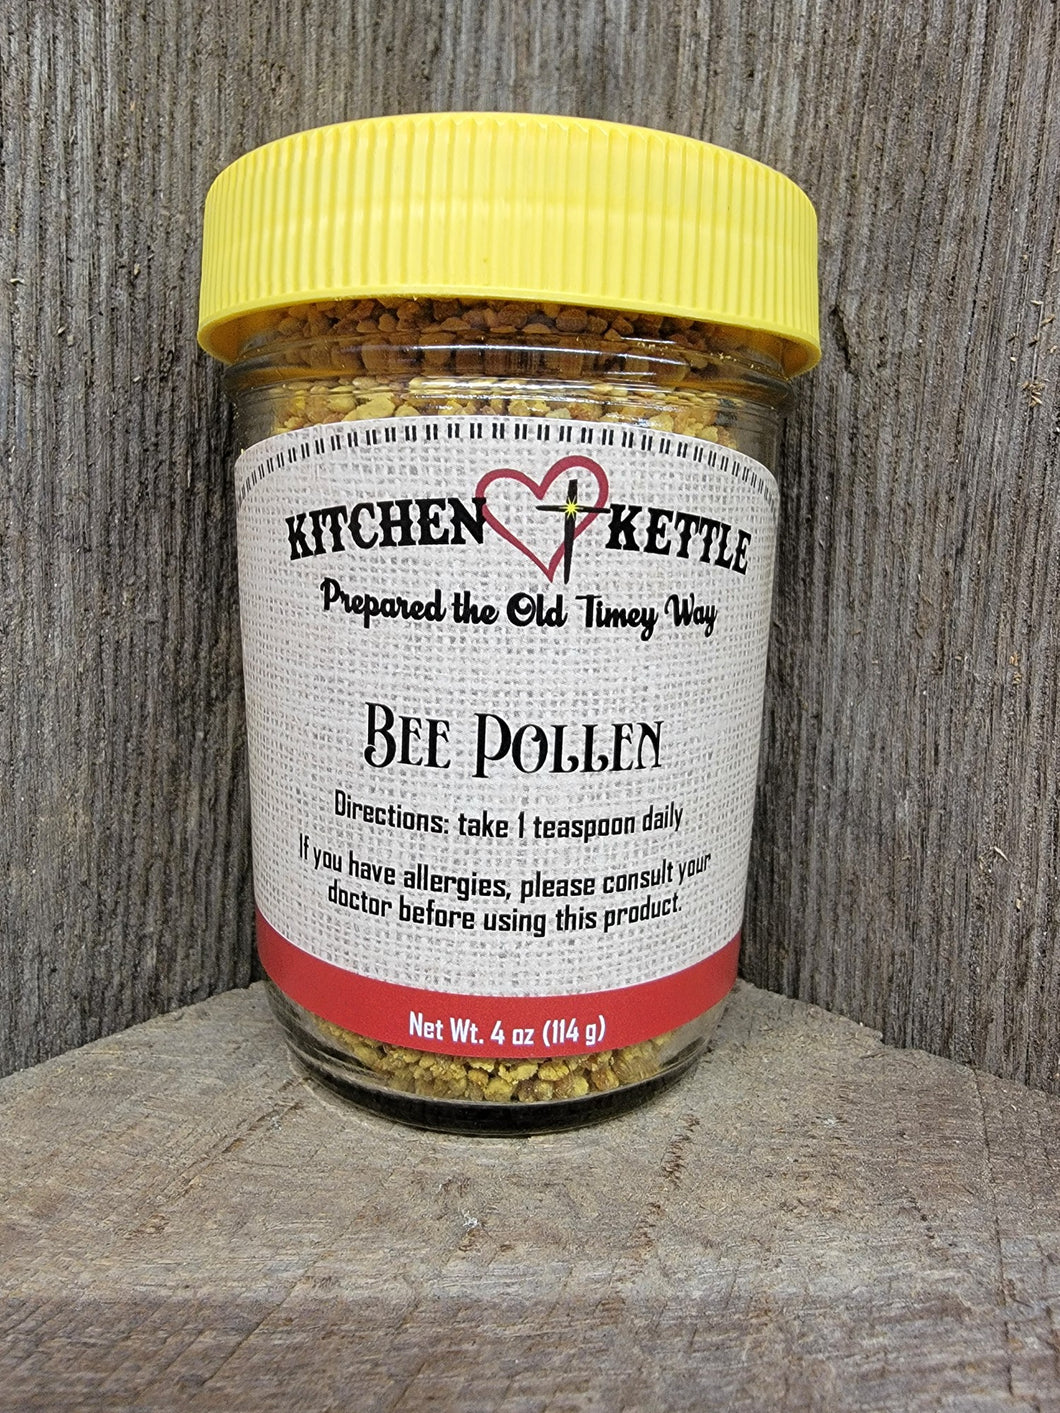 KITCHEN KETTLE
Prepared the Old Timey Way
BEE POLLEN
Directions: take 1 teaspoon daily
If you have allergies, please consult your
doctor before using this product.
Net Wt. 4 oz (114 g)